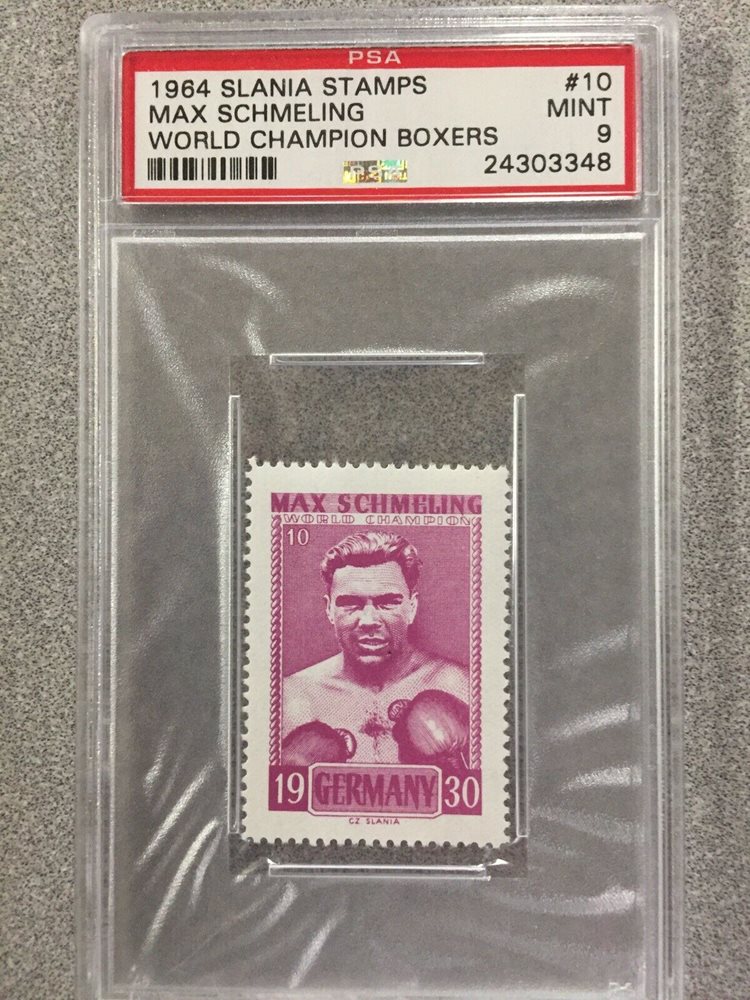 PSA
1964 SLANIA STAMPS #10
MAX SCHMELING MINT
WORLD CHAMPION BOXERS 9
PSA 24303348
MAX SCHMELING
WORLD CHAMPION
10
19 GERMANY 30
CZ. SLANIA